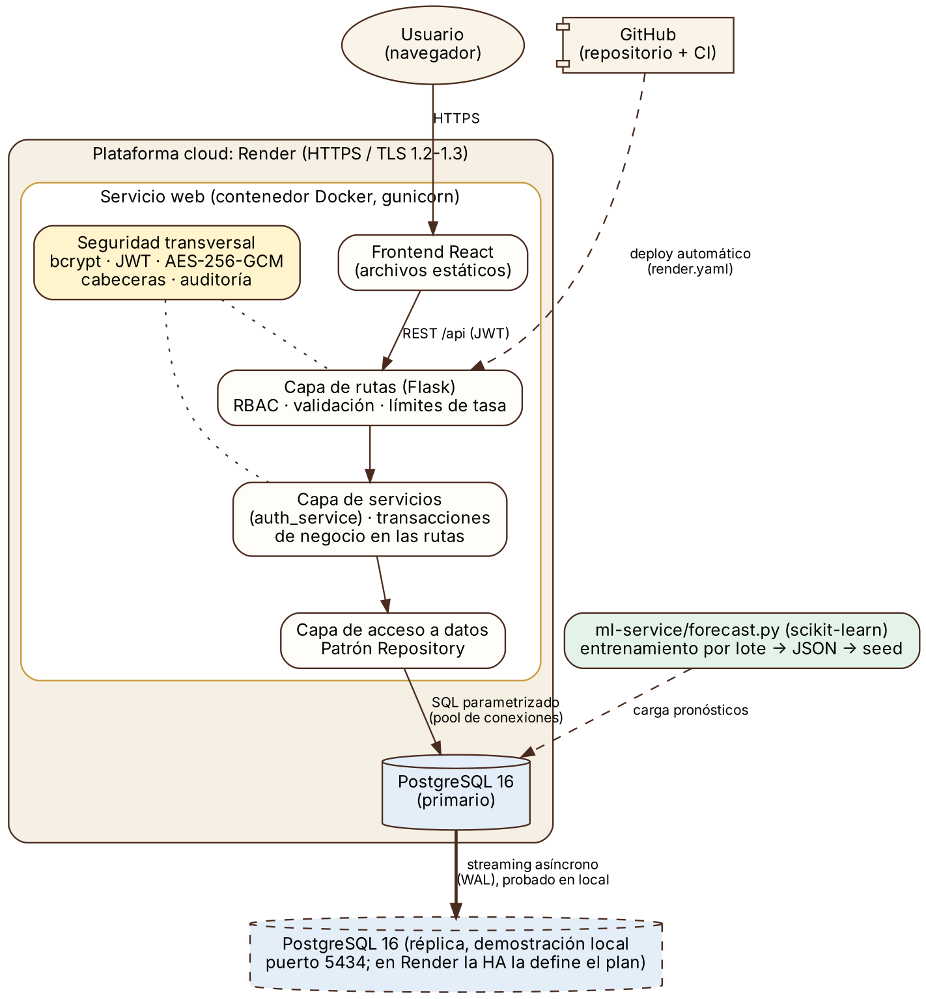 Usuario
(navegador)
GitHub
(repositorio + CI)
HTTPS
Plataforma cloud: Render (HTTPS / TLS 1.2-1.3)
Servicio web (contenedor Docker, gunicorn)
Seguridad transversal
bcrypt · JWT · AES-256-GCM
cabeceras · auditoría
Frontend React
(archivos estáticos)
deploy automático
(render.yaml)
REST /api (JWT)
Capa de rutas (Flask)
RBAC · validación · límites de tasa
Capa de servicios
(auth_service) · transacciones
de negocio en las rutas
Capa de acceso a datos
Patrón Repository
ml-service/forecast.py (scikit-learn)
entrenamiento por lote → JSON → seed
SQL parametrizado
(pool de conexiones)
carga pronósticos
PostgreSQL 16
(primario)
streaming asíncrono
(WAL), probado en local
PostgreSQL 16 (réplica, demostración local
puerto 5434; en Render la HA la define el plan)